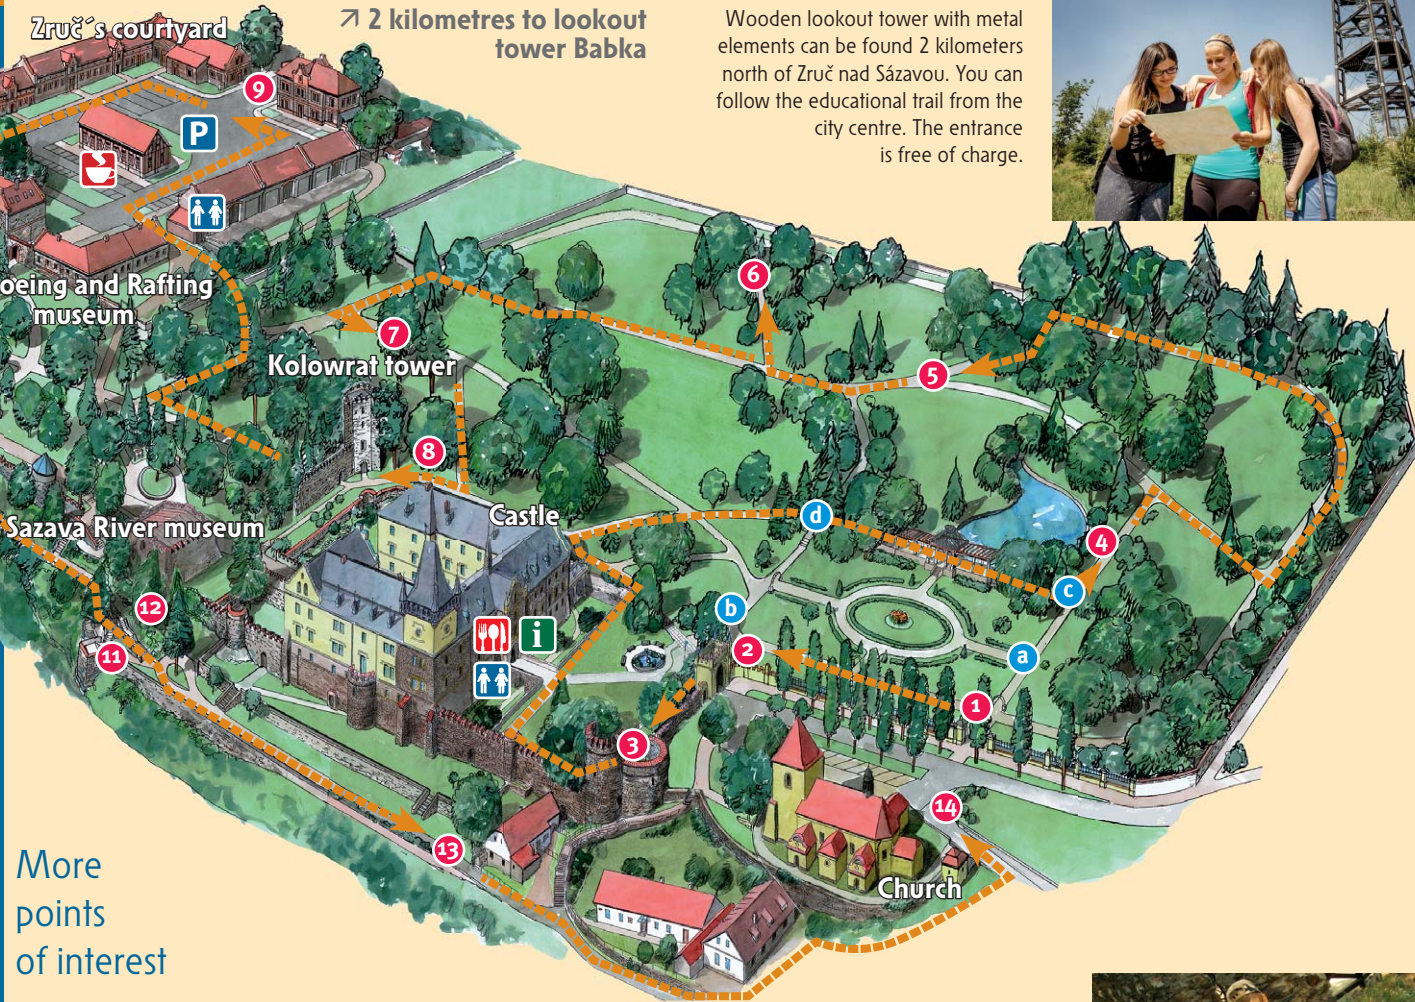 Zruč´s courtyard
↗ 2 kilometres to lookout
tower Babka
Wooden lookout tower with metal
elements can be found 2 kilometers
north of Zruč nad Sázavou. You can
follow the educational trail from the
city centre. The entrance
is free of charge.
9
P
6
oeing and Rafting
museum
7
Kolowrat tower
5
8
Castle
d
Sazava River museum
4
c
12
b
i
2
a
11
1
3
14
13
Church
More
points
of interest